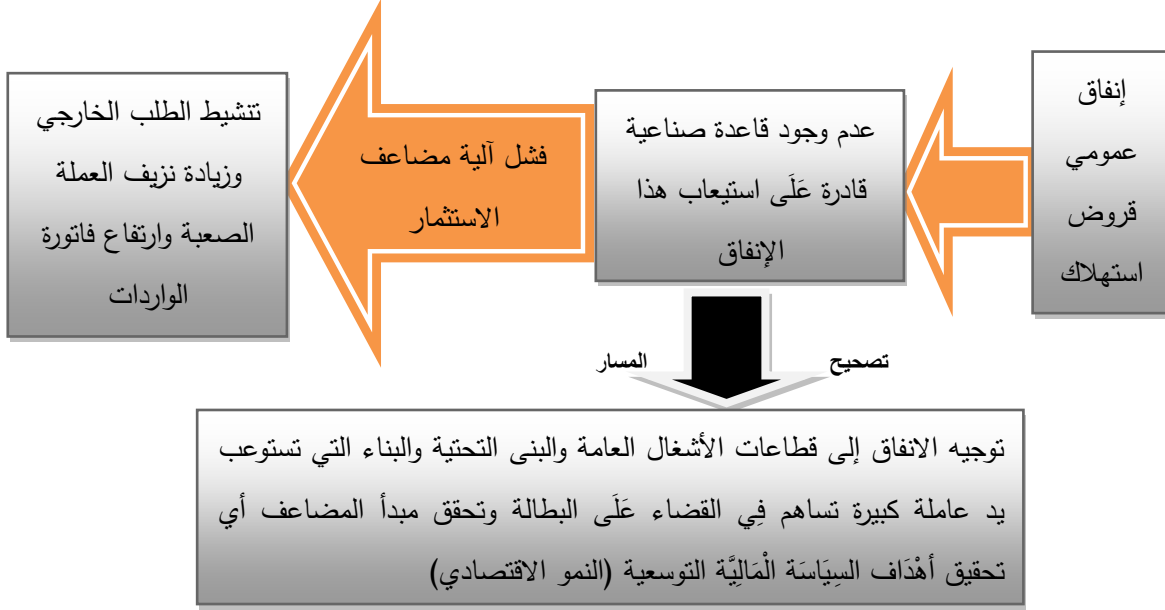 إنفاق
عمومي
قروض
استهلاك
عدم وجود قاعدة صناعية
قادرة عَلَى استيعاب هذا
الإنفاق
فشل آلية مضاعف
الاستثمار
تنشيط الطلب الخارجي
وزيادة نزيف العملة
الصعبة وارتفاع فاتورة
الواردات
تصحيح المسار
توجيه الانفاق إلى قطاعات الأشغال العامة والبنى التحتية والبناء التي تستوعب
يد عاملة كبيرة تساهم فِي القضاء عَلَى البطالة وتحقق مبدأ المضاعف أي
تحقيق أهْدَاف السِيَاسَة الْمَالِيَّة التوسعية (النمو الاقتصادي)